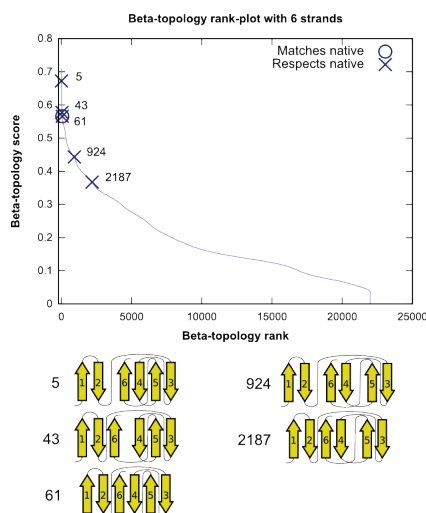 Beta-topology rank-plot with 6 strands
Matches native
Respects native
Beta-topology score
0.8
0.7
0.6
0.5
0.4
0.3
0.2
0.1
0
5
43
61
924
2187
0 5000 10000 15000 20000 25000
Beta-topology rank
5 1 2 6 4 5 3
924 1 2 6 4 5 3
43 1 2 6 4 5 3
2187 1 2 6 4 5 3
61 1 2 6 4 5 3